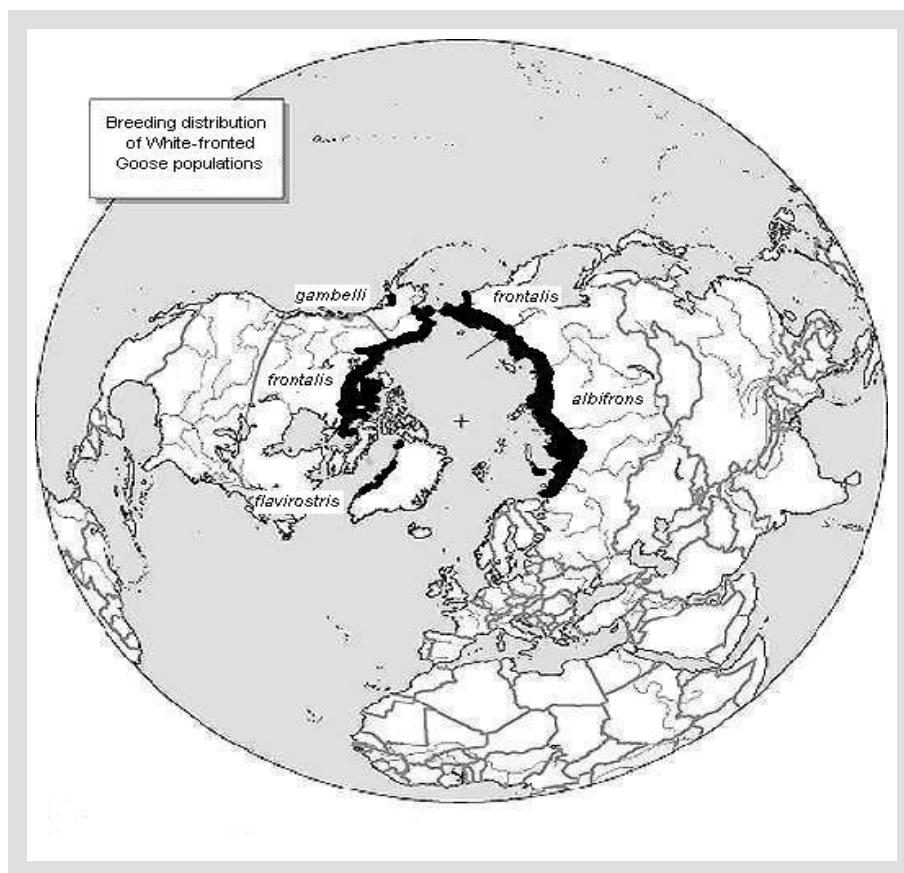 Breeding distribution
of White-fronted
Goose populations
gambelli
frontalis
frontalis
albifrons
flavirostris